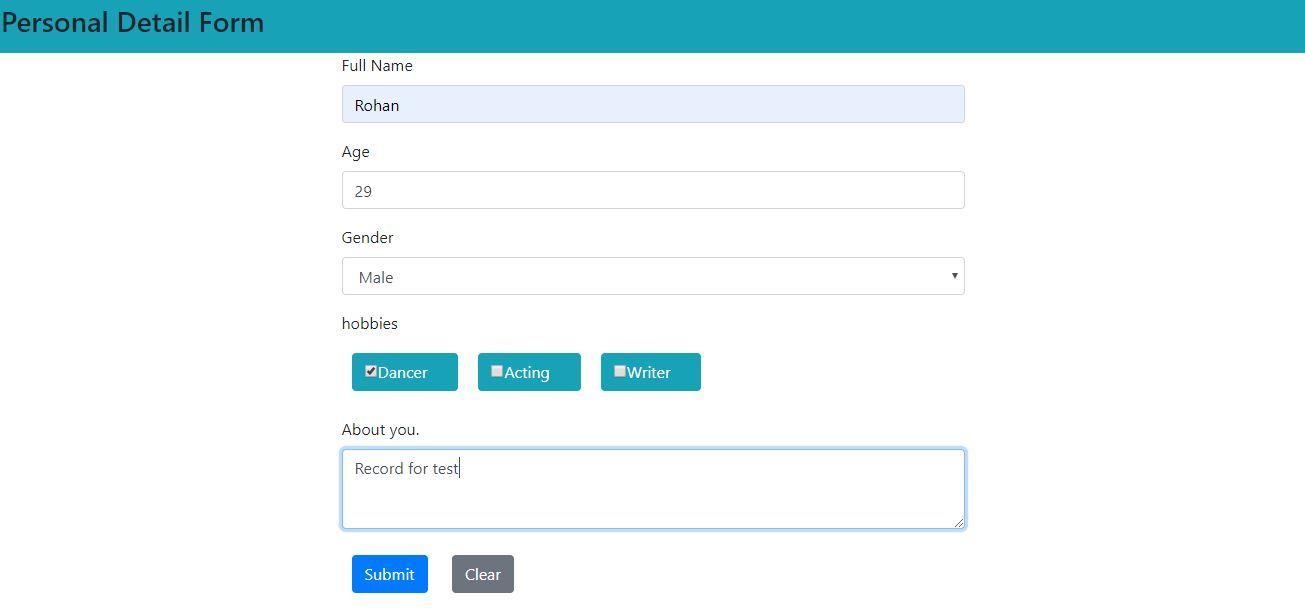 Personal Detail Form
Full Name
Rohan
Age
29
Gender
Male
hobbies
Dancer Acting Writer
About you.
Record for test
Submit Clear